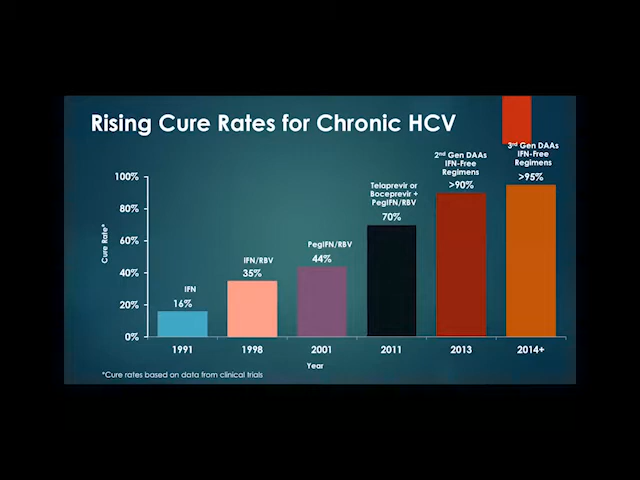 Rising Cure Rates for Chronic HCV
3rd Gen DAAs
IFN-Free
Regimens
>95%
2nd Gen DAAs
IFN-Free
Regimens
>90%
Telaprevir or
Boceprevir +
PegIFN/RBV
70%
PegIFN/RBV
44%
IFN/RBV
35%
IFN
16%
100%
80%
60%
40%
20%
0%
Cure Rate*
1991 1998 2001 2011 2013 2014+
Year
*Cure rates based on data from clinical trials